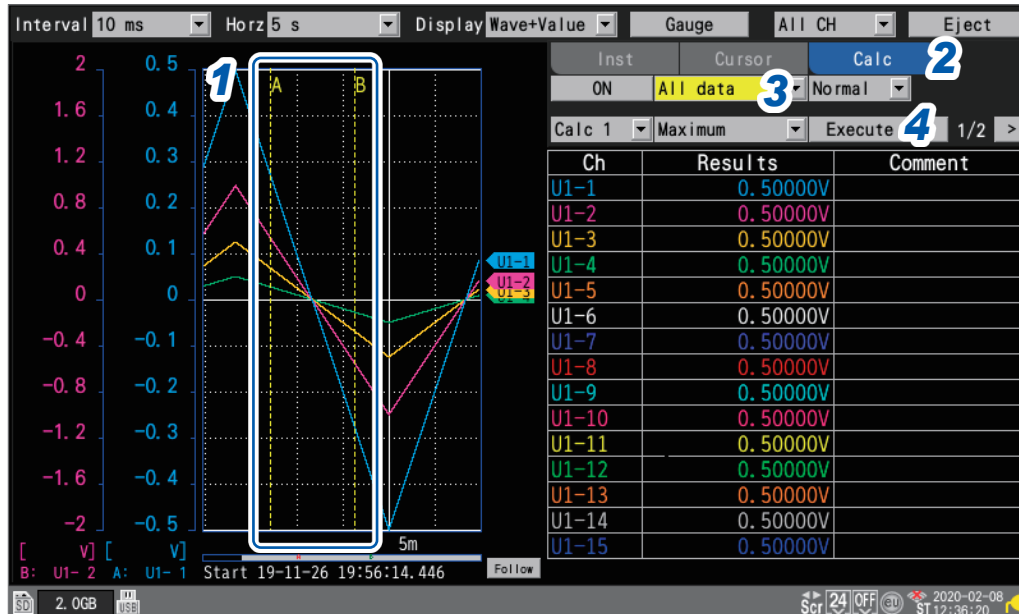 Interval 10 ms Horz 5 s Display Wave+Value Gauge All CH Eject
Inst Cursor Calc 2
ON All data 3 Normal
Calc 1 Maximum Execute 4 1/2 >
Ch Results Comment
U1-1 0.50000V
U1-2 0.50000V
U1-3 0.50000V
U1-4 0.50000V
U1-5 0.50000V
U1-6 0.50000V
U1-7 0.50000V
U1-8 0.50000V
U1-9 0.50000V
U1-10 0.50000V
U1-11 0.50000V
U1-12 0.50000V
U1-13 0.50000V
U1-14 0.50000V
U1-15 0.50000V
2 0.5 1 A B
1.6 0.4
1.2 0.3
0.8 0.2
0.4 0.1
0 0
-0.4 -0.1
-0.8 -0.2
-1.2 -0.3
-1.6 -0.4
-2 -0.5
U1-1
U1-2
U1-3
5m
[ V] [ V]
B: U1- 2 A: U1- 1 Start 19-11-26 19:56:14.446 Follow
SD 2.0GB USB Scr 24 OFF eU ST 2020-02-08
12:36:20